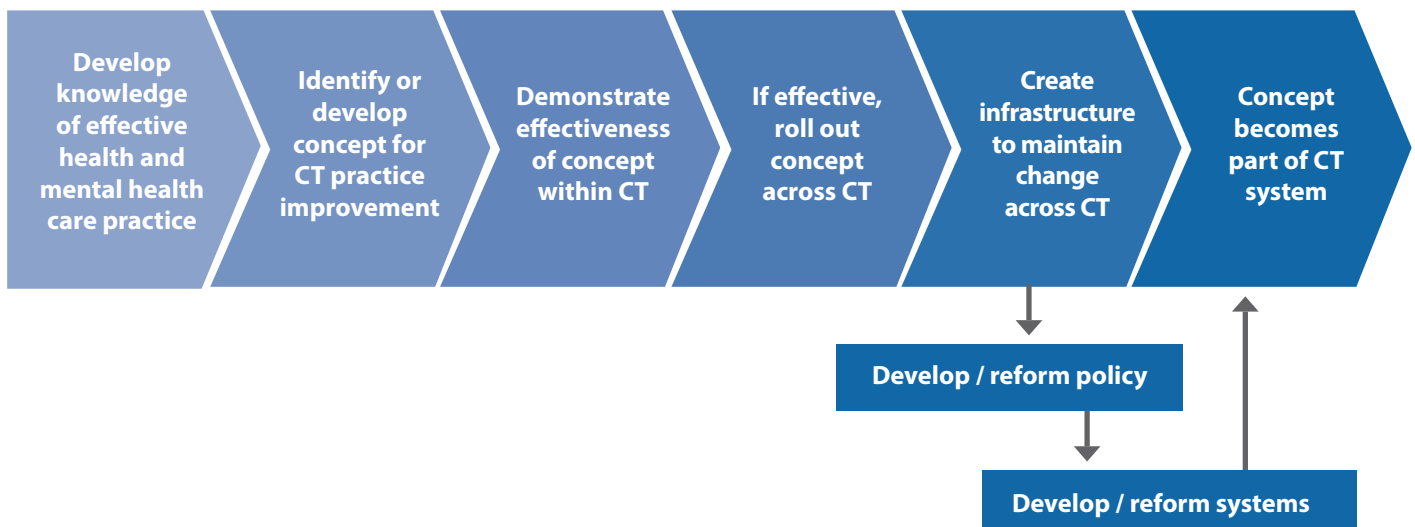 Develop
knowledge
of effective
health and
mental health
care practice
Identify or
develop
concept for
CT practice
improvement
Demonstrate
effectiveness
of concept
within CT
If effective,
roll out
concept
across CT
Create
infrastructure
to maintain
change
across CT
Concept
becomes
part of CT
system
Develop / reform policy
Develop / reform systems